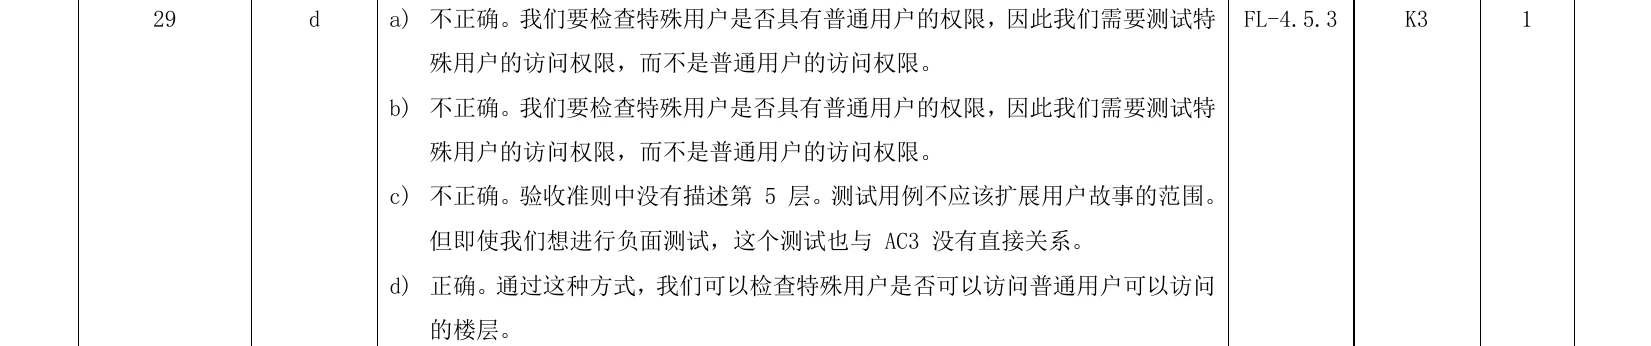 29 d a) 不正确。我们要检查特殊用户是否具有普通用户的权限，因此我们需要测试特 FL-4.5.3 K3 1
殊用户的访问权限，而不是普通用户的访问权限。
b) 不正确。我们要检查特殊用户是否具有普通用户的权限，因此我们需要测试特
殊用户的访问权限，而不是普通用户的访问权限。
c) 不正确。验收准则中没有描述第 5 层。测试用例不应该扩展用户故事的范围。
但即使我们想进行负面测试，这个测试也与 AC3 没有直接关系。
d) 正确。通过这种方式，我们可以检查特殊用户是否可以访问普通用户可以访问
的楼层。